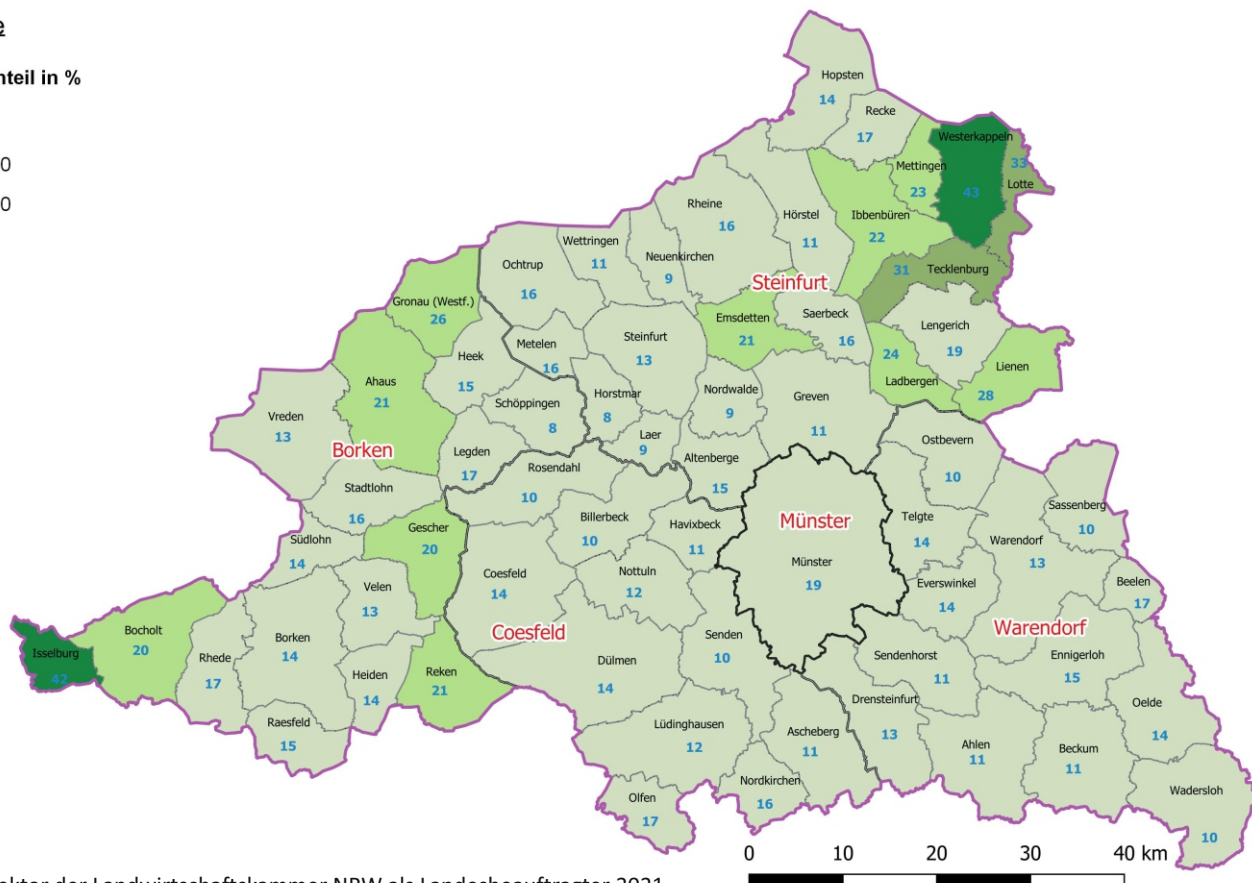 nteil in %
0
0
Hopsten
14
Recke
17
Westerkappeln
43
33
Lotte
Mettingen
23
Rheine
16
Hörstel
11
Ibbenbüren
22
Wettringen
11
Neuenkirchen
9
Ochtrup
16
31
Tecklenburg
Steinfurt
Gronau (Westf.)
26
Emsdetten
21
Saerbeck
16
Lengerich
19
Steinfurt
13
Metelen
16
Heek
15
24
Ladbergen
Lienen
28
Ahaus
21
Nordwalde
9
Greven
11
Horstmar
8
Schöppingen
8
Vreden
13
Laer
9
Borken
Legden
17
Altenberge
15
Ostbevern
10
Rosendahl
10
Stadtlohn
16
Sassenberg
10
Gescher
20
Billerbeck
10
Havixbeck
11
Münster
Telgte
14
Warendorf
13
Südlohn
14
Münster
19
Coesfeld
14
Nottuln
12
Velen
13
Everswinkel
14
Beelen
17
Coesfeld
Warendorf
Bocholt
20
Isselburg
42
Borken
14
Senden
10
Rhede
17
Dülmen
14
Sendenhorst
11
Ennigerloh
15
Heiden
14
Reken
21
Drensteinfurt
13
Oelde
14
Raesfeld
15
Lüdinghausen
12
Ascheberg
11
Ahlen
11
Beckum
11
Nordkirchen
16
Wadersloh
10
Olfen
17
0 10 20 30 40 km